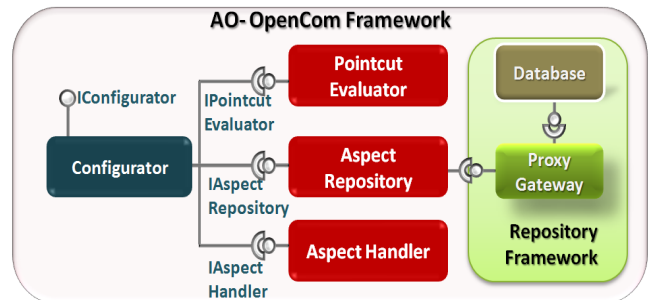 AO- OpenCom Framework
IConfigurator
Configurator
IPointcut
Evaluator
Pointcut
Evaluator
IAspect
Repository
Aspect
Repository
IAspect
Handler
Aspect Handler
Database
Proxy
Gateway
Repository
Framework